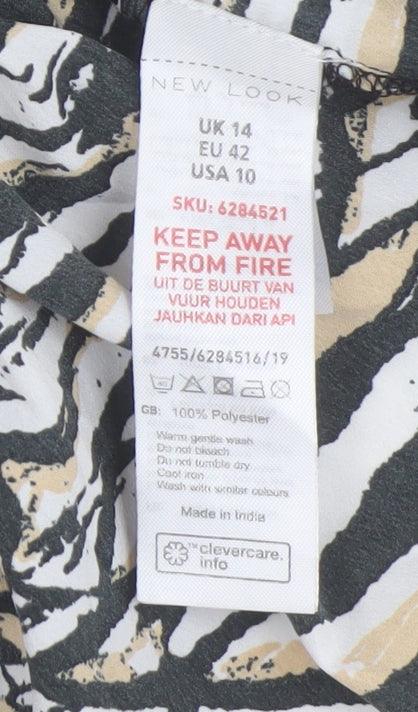 NEW LOOK
UK 14
EU 42
USA 10
SKU: 6284521
KEEP AWAY
FROM FIRE
UIT DE BUURT VAN
VUUR HOUDEN
JAUHKAN DARI API
4755/6284516/19
GB: 100% Polyester
Warm gentle wash
Do not bleach
Do not tumble dry
Cool iron
Wash with similar colours
Made in India
™clevercare.
info